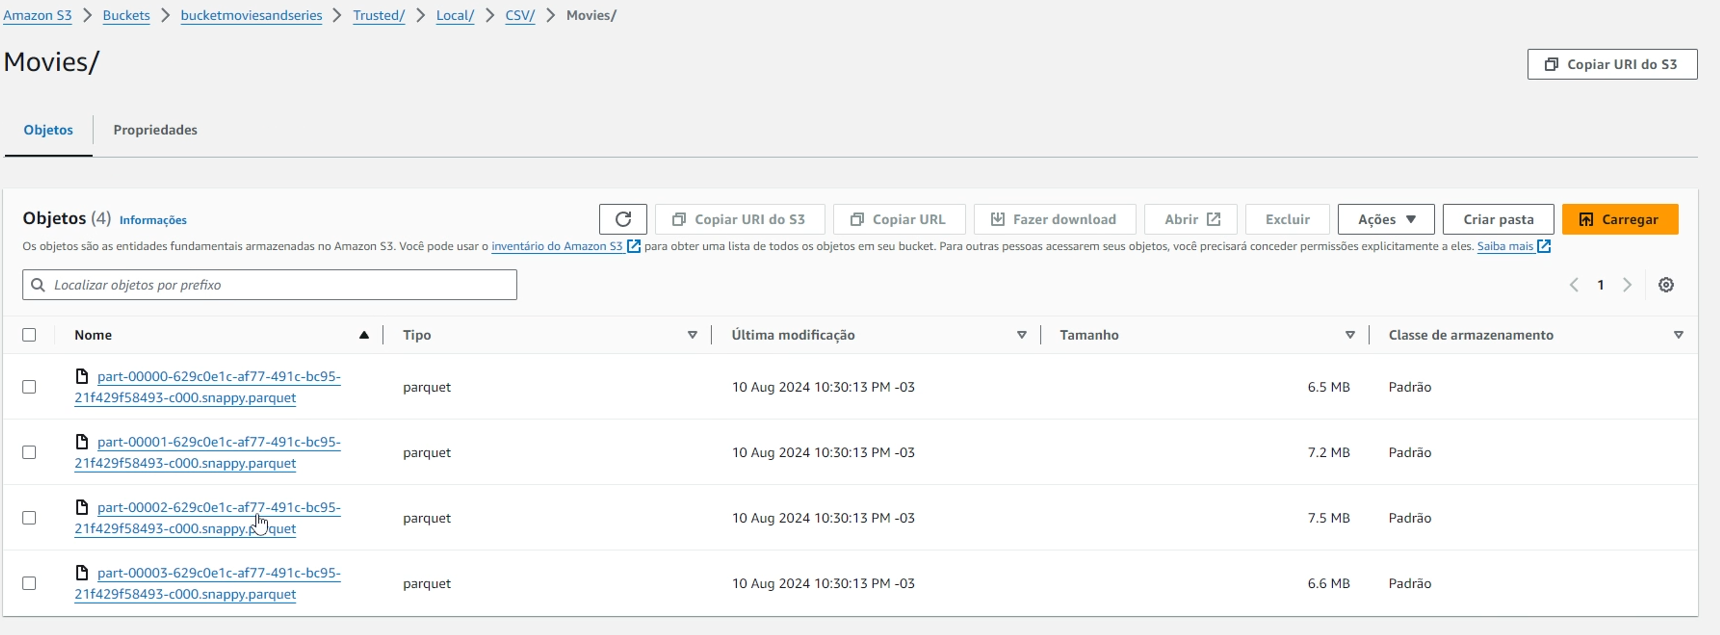 Amazon S3 > Buckets > bucketmoviesandseries > Trusted/ > Local/ > CSV/ > Movies/
Movies/
Copiar URI do S3
Objetos Propriedades
Objetos (4) Informações
Copiar URI do S3 Copiar URL Fazer download Abrir Excluir Ações Criar pasta Carregar
Os objetos são as entidades fundamentais armazenadas no Amazon S3. Você pode usar o inventário do Amazon S3 para obter uma lista de todos os objetos em seu bucket. Para outras pessoas acessarem seus objetos, você precisará conceder permissões explicitamente a eles. Saiba mais
Localizar objetos por prefixo
1
Nome Tipo Última modificação Tamanho Classe de armazenamento
part-00000-629c0e1c-af77-491c-bc95-
21f429f58493-c000.snappy.parquet
parquet 10 Aug 2024 10:30:13 PM -03 6.5 MB Padrão
part-00001-629c0e1c-af77-491c-bc95-
21f429f58493-c000.snappy.parquet
parquet 10 Aug 2024 10:30:13 PM -03 7.2 MB Padrão
part-00002-629c0e1c-af77-491c-bc95-
21f429f58493-c000.snappy.parquet
parquet 10 Aug 2024 10:30:13 PM -03 7.5 MB Padrão
part-00003-629c0e1c-af77-491c-bc95-
21f429f58493-c000.snappy.parquet
parquet 10 Aug 2024 10:30:13 PM -03 6.6 MB Padrão